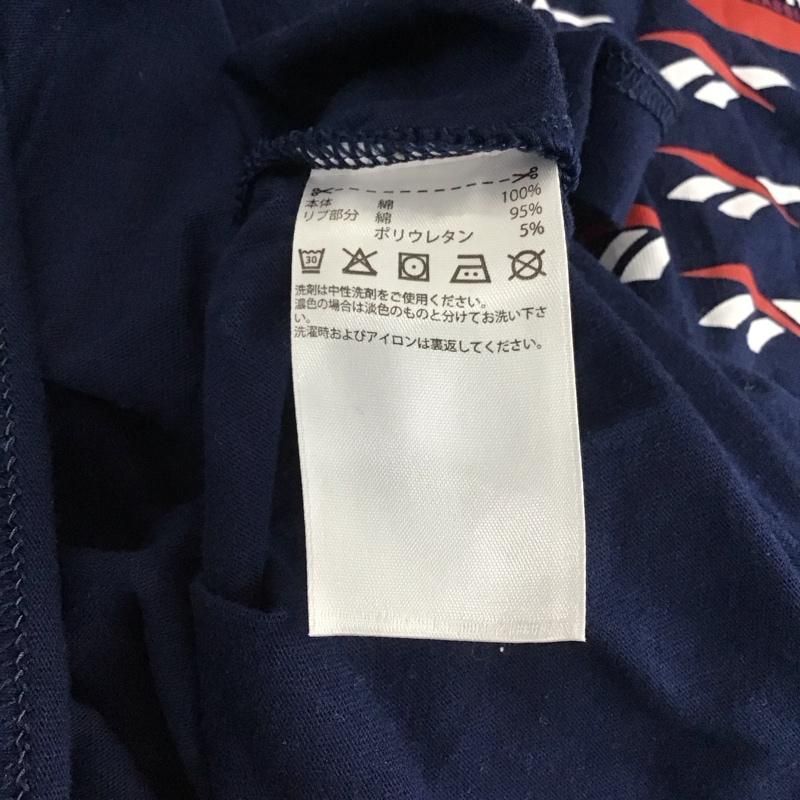 本体 綿 100%
リブ部分 綿 95%
ポリウレタン 5%
30
洗剤は中性洗剤をご使用ください。
濃色の場合は淡色のものと分けてお洗い下さ
い。
洗濯時およびアイロンは裏返してください。